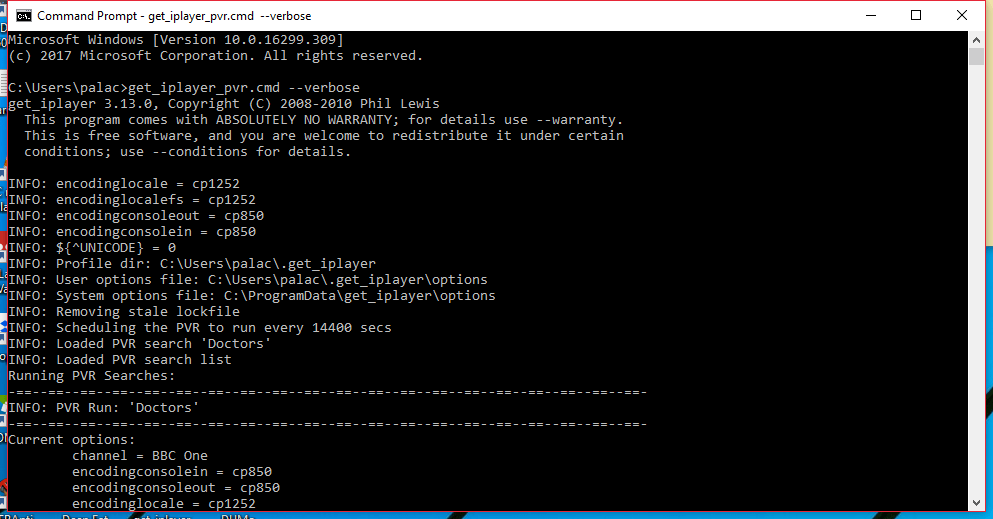 Command Prompt - get_iplayer_pvr.cmd --verbose
Microsoft Windows [Version 10.0.16299.309]
(c) 2017 Microsoft Corporation. All rights reserved.
C:\Users\palac>get_iplayer_pvr.cmd --verbose
get_iplayer 3.13.0, Copyright (C) 2008-2010 Phil Lewis
This program comes with ABSOLUTELY NO WARRANTY; for details use --warranty.
This is free software, and you are welcome to redistribute it under certain
conditions; use --conditions for details.
INFO: encodinglocale = cp1252
INFO: encodinglocalefs = cp1252
INFO: encodingconsoleout = cp850
INFO: encodingconsolein = cp850
INFO: ${^UNICODE} = 0
INFO: Profile dir: C:\Users\palac\.get_iplayer
INFO: User options file: C:\Users\palac\.get_iplayer\options
INFO: System options file: C:\ProgramData\get_iplayer\options
INFO: Removing stale lockfile
INFO: Scheduling the PVR to run every 14400 secs
INFO: Loaded PVR search 'Doctors'
INFO: Loaded PVR search list
Running PVR Searches:
-==--==--==--==--==--==--==--==--==--==--==--==--==--==--==--==--==--==--==--==-
INFO: PVR Run: 'Doctors'
-==--==--==--==--==--==--==--==--==--==--==--==--==--==--==--==--==--==--==--==-
Current options:
channel = BBC One
encodingconsolein = cp850
encodingconsoleout = cp850
encodinglocale = cp1252